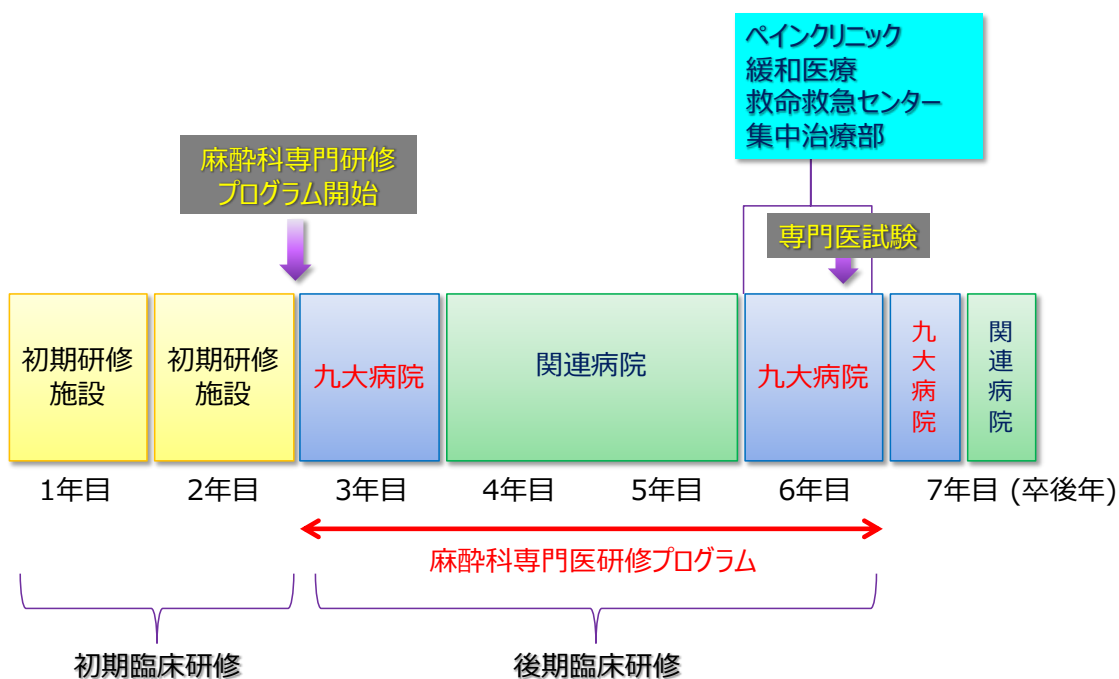 ペインクリニック
緩和医療
救命救急センター
集中治療部
麻酔科専門研修
プログラム開始
専門医試験
初期研修
施設
初期研修
施設
九大病院
関連病院
九大病院
九大病院
関連病院
1年目
2年目
3年目
4年目
5年目
6年目
7年目 (卒後年)
麻酔科専門医研修プログラム
初期臨床研修
後期臨床研修